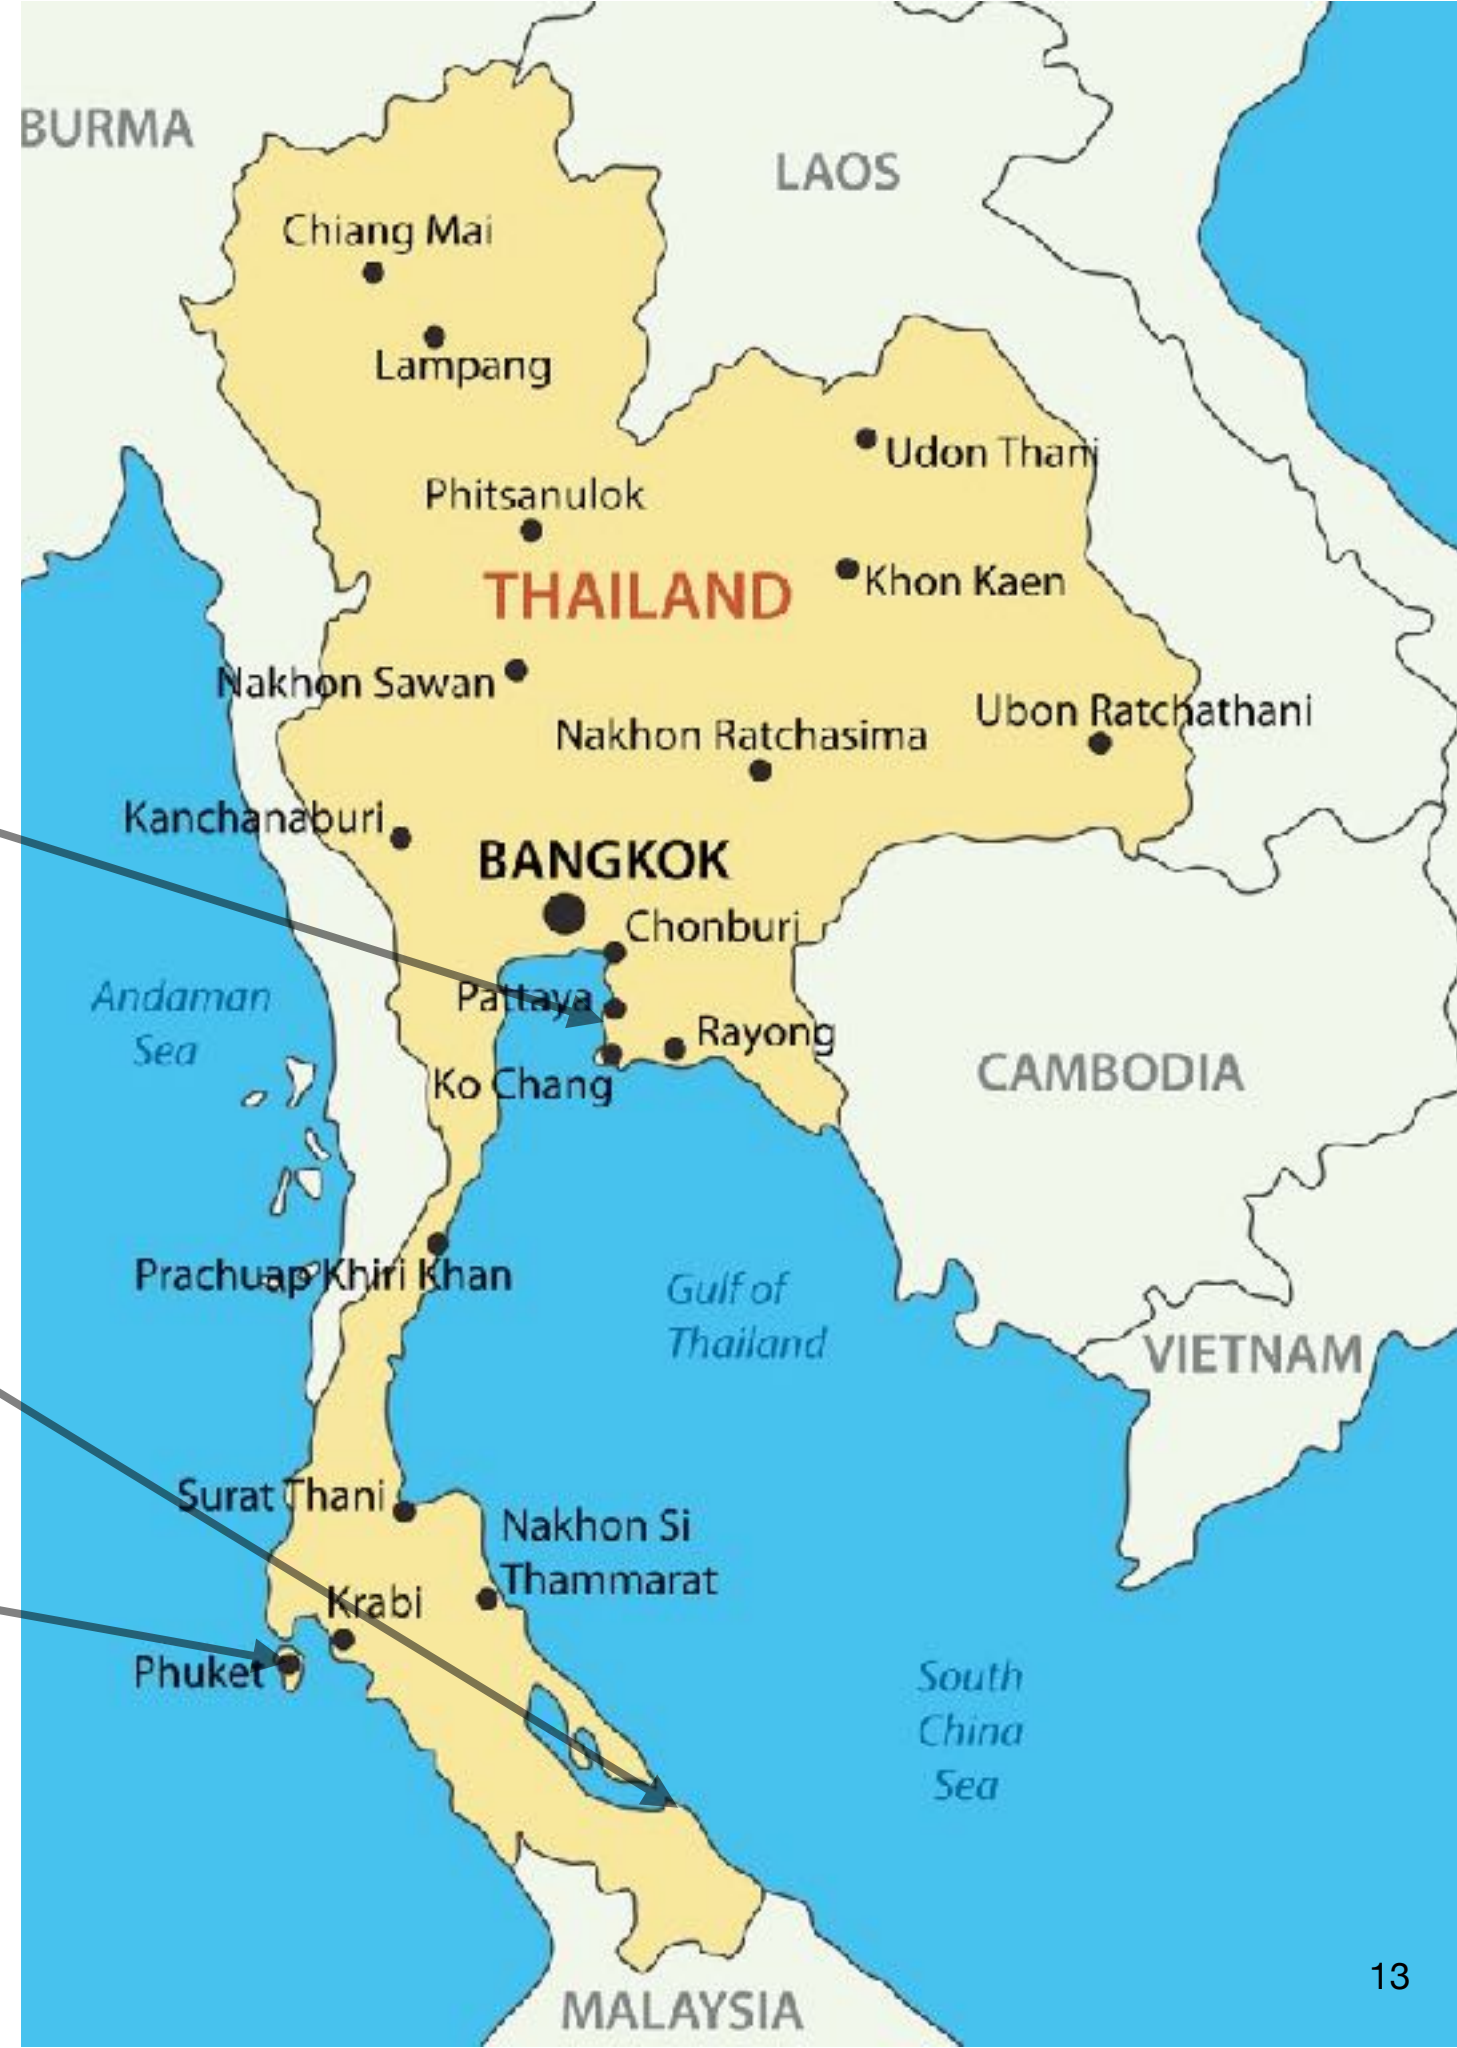 BURMA
LAOS
Chiang Mai
Lampang
Udon Thani
Phitsanulok
Khon Kaen
THAILAND
Nakhon Sawan
Ubon Ratchathani
Nakhon Ratchasima
Kanchanaburi
BANGKOK
Chonburi
Andaman
Sea
Pattaya
Rayong
Ko Chang
CAMBODIA
Prachuap Khiri Khan
Gulf of
Thailand
VIETNAM
Surat Thani
Nakhon Si
Thammarat
Krabi
Phuket
South
China
Sea
13
MALAYSIA